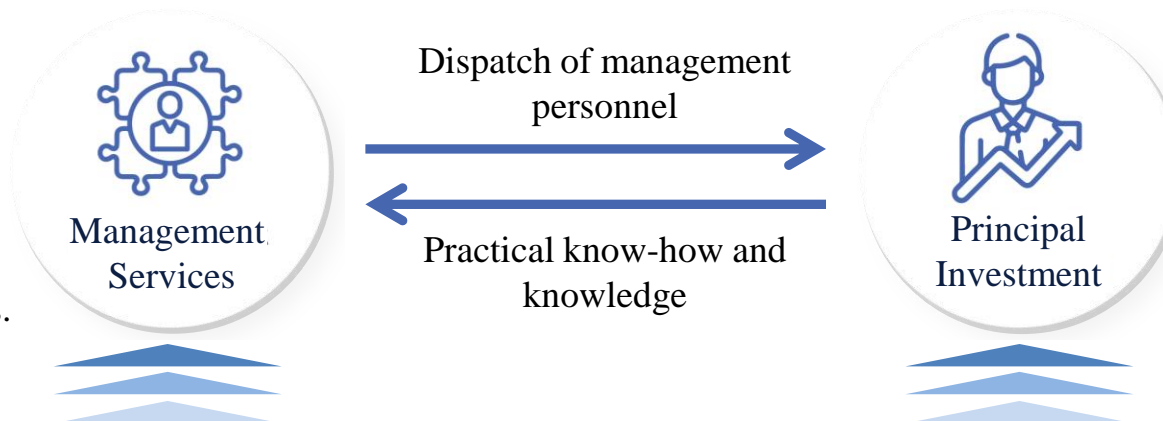 Dispatch of management
personnel
Management
Services
Practical know-how and
knowledge
Principal
Investment